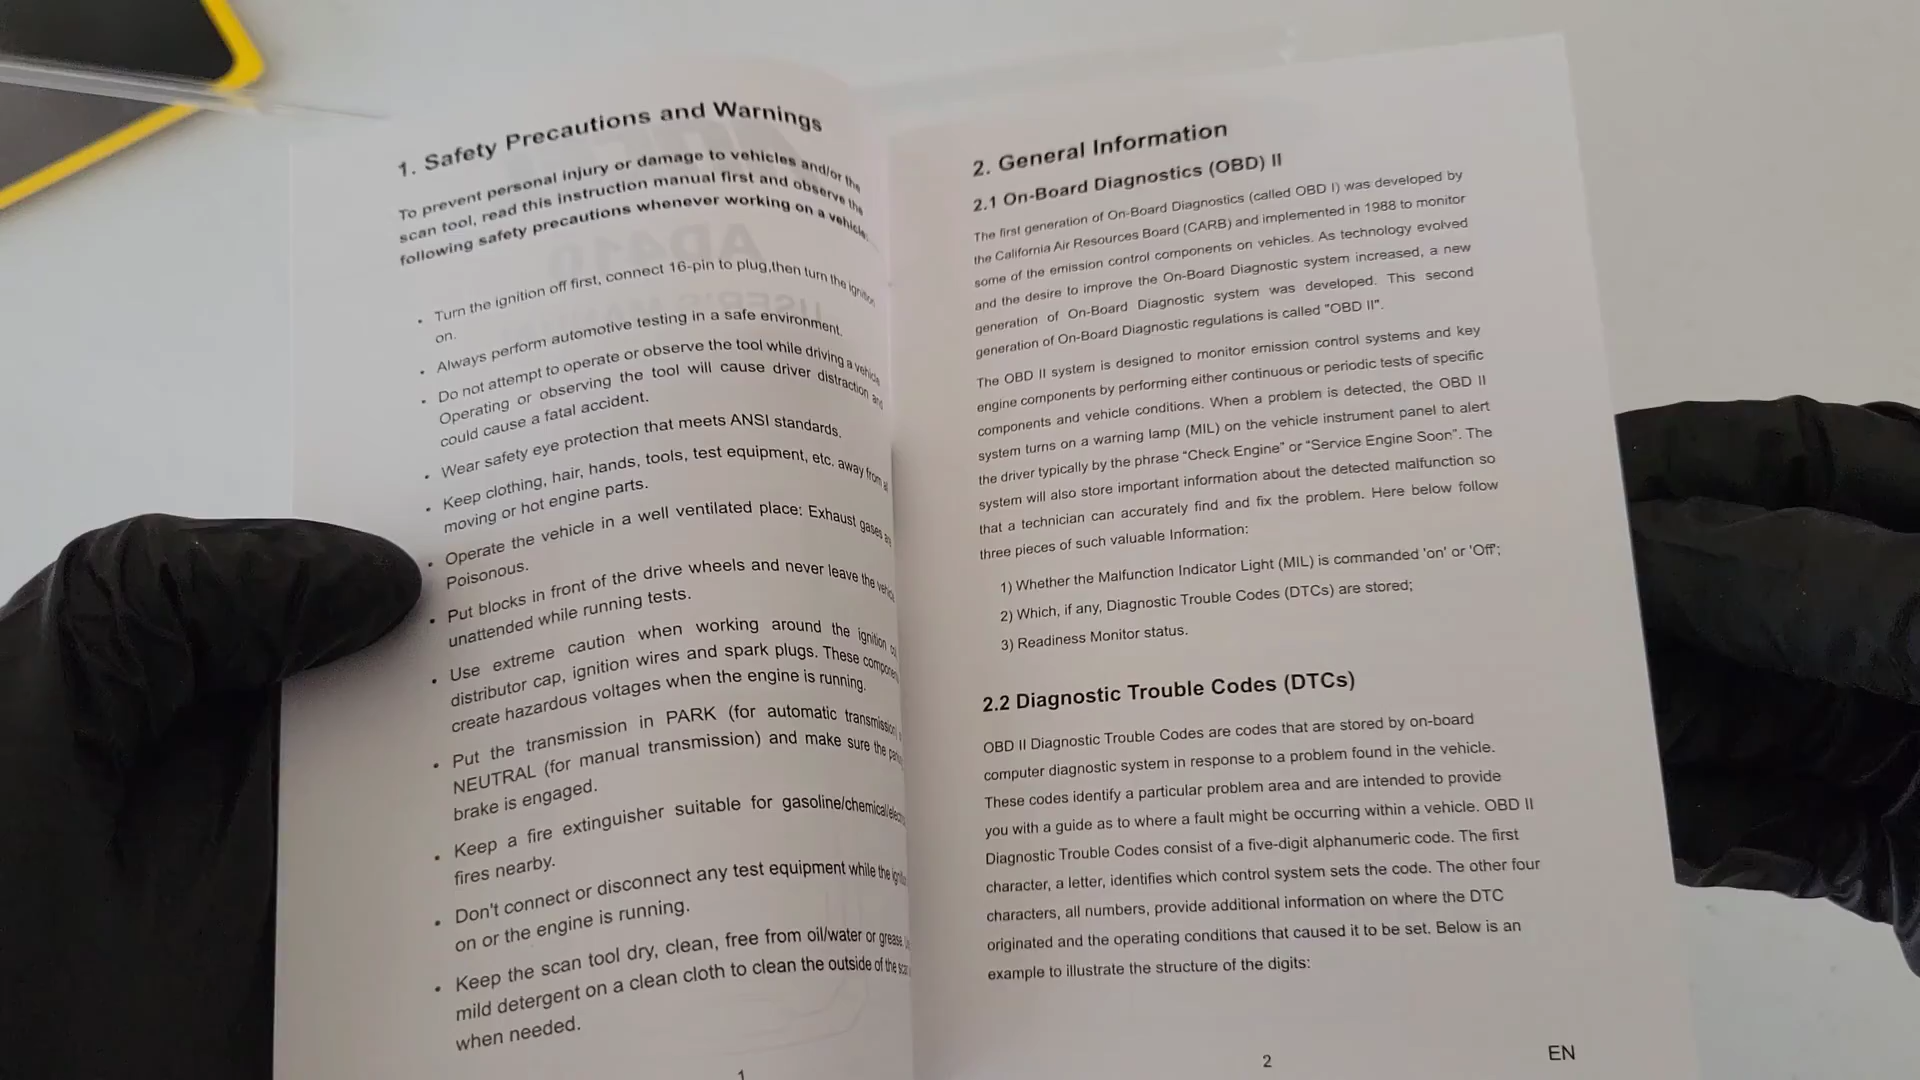 1. Safety Precautions and Warnings
To prevent personal injury or damage to vehicles and/or the
scan tool, read this instruction manual first and observe the
following safety precautions whenever working on a vehicle.
• Turn the ignition off first, connect 16-pin to plug,then turn the ignition
on.
• Always perform automotive testing in a safe environment.
• Do not attempt to operate or observe the tool while driving a vehicle
Operating or observing the tool will cause driver distraction and
could cause a fatal accident.
• Wear safety eye protection that meets ANSI standards.
• Keep clothing, hair, hands, tools, test equipment, etc. away from all
moving or hot engine parts.
• Operate the vehicle in a well ventilated place: Exhaust gases
Poisonous.
• Put blocks in front of the drive wheels and never leave the vehicle
unattended while running tests.
• Use extreme caution when working around the ignition
distributor cap, ignition wires and spark plugs. These
create hazardous voltages when the engine is running.
• Put the transmission in PARK (for automatic transmission)
NEUTRAL (for manual transmission) and make sure the
brake is engaged.
• Keep a fire extinguisher suitable for gasoline/chemical/
fires nearby.
• Don't connect or disconnect any test equipment while the
on or the engine is running.
• Keep the scan tool dry, clean, free from oil/water or grease.
mild detergent on a clean cloth to clean the outside of the
when needed.
1
2. General Information
2.1 On-Board Diagnostics (OBD) II
The first generation of On-Board Diagnostics (called OBD I) was developed by
the California Air Resources Board (CARB) and implemented in 1988 to monitor
some of the emission control components on vehicles. As technology evolved
and the desire to improve the On-Board Diagnostic system increased, a new
generation of On-Board Diagnostic system was developed. This second
generation of On-Board Diagnostic regulations is called "OBD II".
The OBD II system is designed to monitor emission control systems and key
engine components by performing either continuous or periodic tests of specific
components and vehicle conditions. When a problem is detected, the OBD II
system turns on a warning lamp (MIL) on the vehicle instrument panel to alert
the driver typically by the phrase "Check Engine" or "Service Engine Soon". The
system will also store important information about the detected malfunction so
that a technician can accurately find and fix the problem. Here below follow
three pieces of such valuable Information:
1) Whether the Malfunction Indicator Light (MIL) is commanded 'on' or 'Off';
2) Which, if any, Diagnostic Trouble Codes (DTCs) are stored;
3) Readiness Monitor status.
2.2 Diagnostic Trouble Codes (DTCs)
OBD II Diagnostic Trouble Codes are codes that are stored by on-board
computer diagnostic system in response to a problem found in the vehicle.
These codes identify a particular problem area and are intended to provide
you with a guide as to where a fault might be occurring within a vehicle. OBD II
Diagnostic Trouble Codes consist of a five-digit alphanumeric code. The first
character, a letter, identifies which control system sets the code. The other four
characters, all numbers, provide additional information on where the DTC
originated and the operating conditions that caused it to be set. Below is an
example to illustrate the structure of the digits:
2
EN